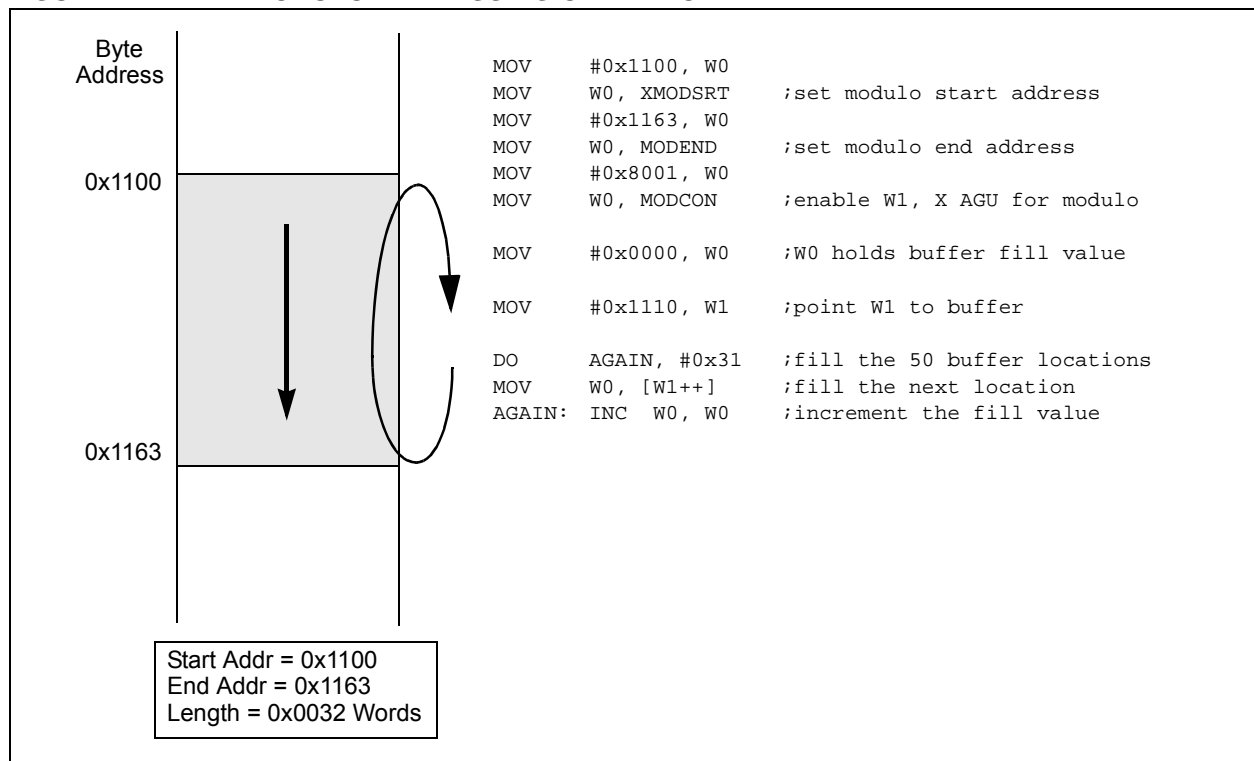 Byte
Address
0x1100
0x1163
MOV #0x1100, W0
MOV W0, XMODSRT ;set modulo start address
MOV #0x1163, W0
MOV W0, MODEND ;set modulo end address
MOV #0x8001, W0
MOV W0, MODCON ;enable W1, X AGU for modulo
MOV #0x0000, W0 ;W0 holds buffer fill value
MOV #0x1110, W1 ;point W1 to buffer
DO AGAIN, #0x31 ;fill the 50 buffer locations
MOV W0, [W1++] ;fill the next location
AGAIN: INC W0, W0 ;increment the fill value
Start Addr = 0x1100
End Addr = 0x1163
Length = 0x0032 Words